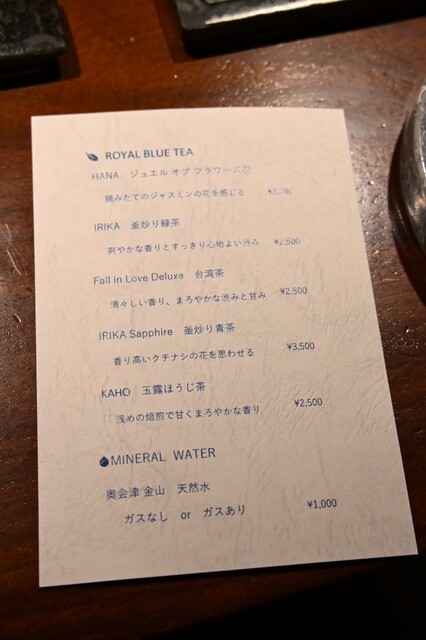 ROYAL BLUE TEA
HANA ジュエル オブ フラワーズ
摘みたてのジャスミンの花を感じる
IRIKA 釜炒り緑茶
爽やかな香りとすっきり心地よい渋み ¥2,500
Fall in Love Deluxe 台湾茶
清々しい香り、まろやかな渋みと甘み ¥2,500
IRIKA Sapphire 釜炒り青茶
香り高いクチナシの花を思わせる ¥3,500
KAHO 玉露ほうじ茶
浅めの焙煎で甘くまろやかな香り ¥2,500
MINERAL WATER
奥会津 金山 天然水
ガスなし or ガスあり ¥1,000